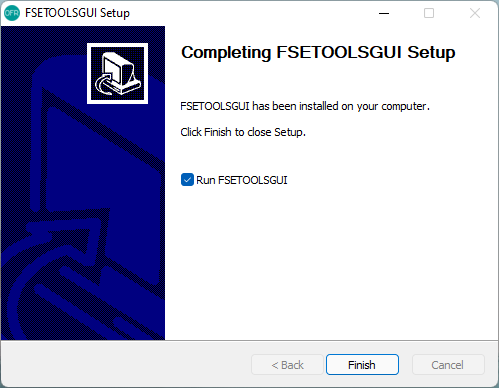 OFR
FSETOOLSGUI Setup
Completing FSETOOLSGUI Setup
FSETOOLSGUI has been installed on your computer.
Click Finish to close Setup.
Run FSETOOLSGUI
< Back
Finish
Cancel